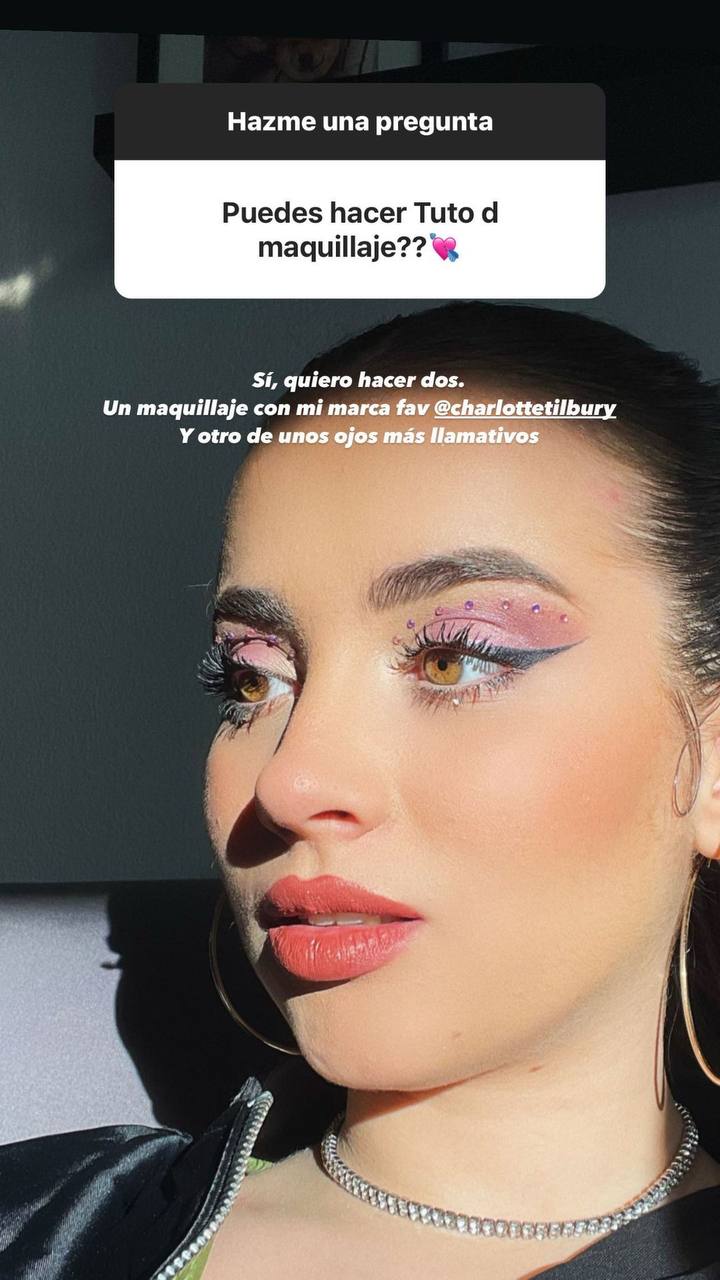 Hazme una pregunta
Puedes hacer Tuto d
maquillaje??💘
Sí, quiero hacer dos.
Un maquillaje con mi marca fav @charlottetilbury
Y otro de unos ojos más llamativos